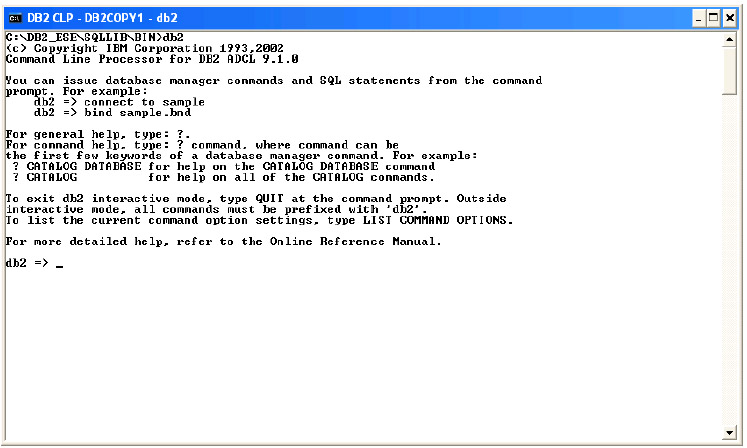 DB2 CLP - DB2COPY1 - db2
C:\DB2_ESE\SQLLIB\BIN>db2
(c) Copyright IBM Corporation 1993,2002
Command Line Processor for DB2 ADCL 9.1.0
You can issue database manager commands and SQL statements from the command
prompt. For example:
db2 => connect to sample
db2 => bind sample.bnd
For general help, type: ?.
For command help, type: ? command, where command can be
the first few keywords of a database manager command. For example:
? CATALOG DATABASE for help on the CATALOG DATABASE command
? CATALOG for help on all of the CATALOG commands.
To exit db2 interactive mode, type QUIT at the command prompt. Outside
interactive mode, all commands must be prefixed with 'db2'.
To list the current command option settings, type LIST COMMAND OPTIONS.
For more detailed help, refer to the Online Reference Manual.
db2 => _